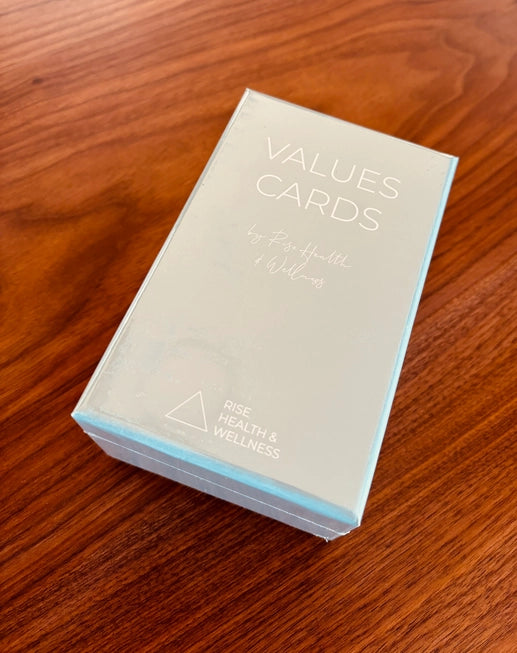 VALUES
CARDS
by Rise Health
& Wellness
RISE
HEALTH &
WELLNESS